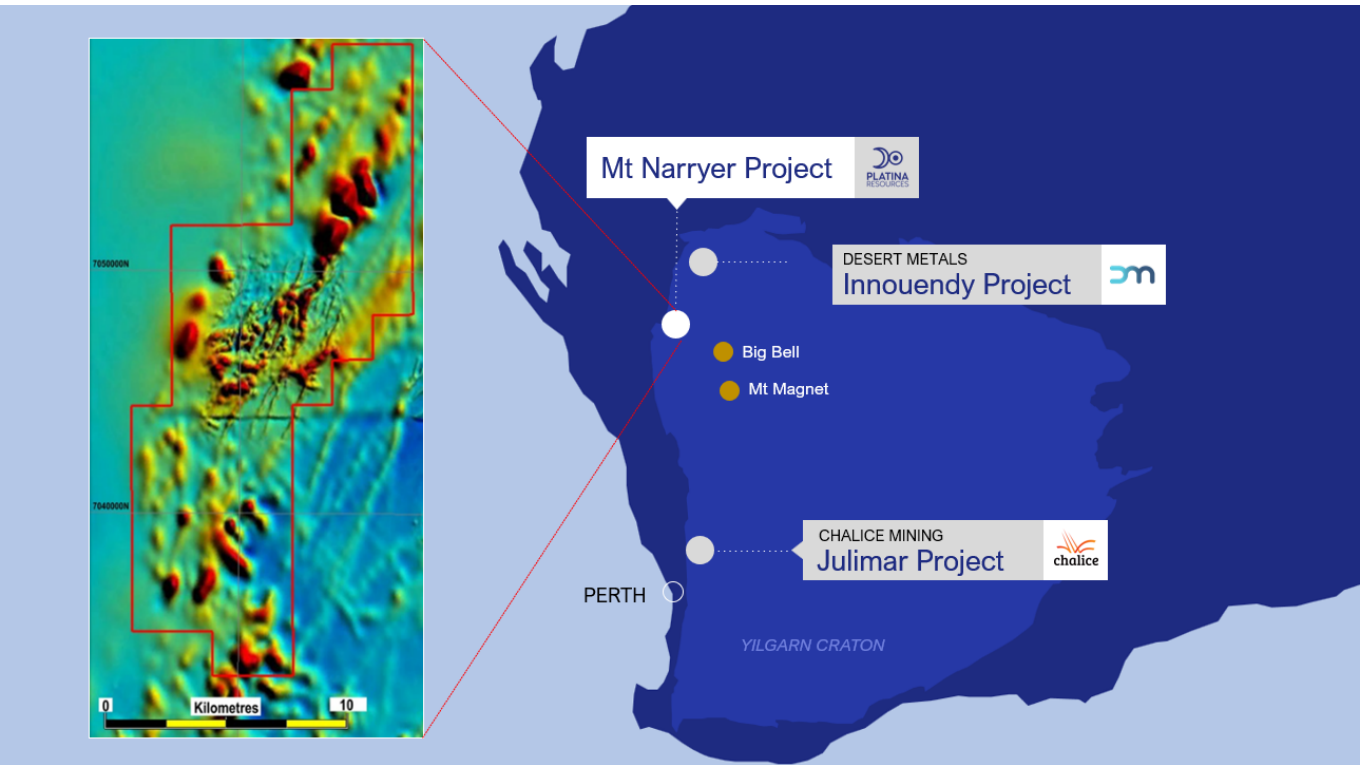 Mt Narryer Project
PLATINA
RESOURCES
DESERT METALS
Innouendy Project
DM
7050000N
Big Bell
Mt Magnet
7040000N
CHALICE MINING
Julimar Project
chalice
PERTH
YILGARN CRATON
0
Kilometres
10